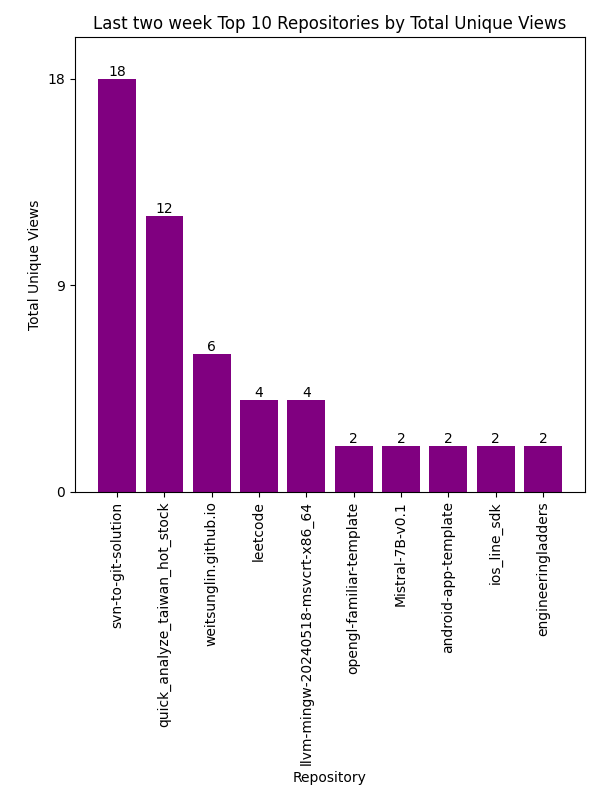 Last two week Top 10 Repositories by Total Unique Views
Total Unique Views
18
9
0
18
12
6
4
4
2
2
2
2
2
svn-to-git-solution
quick_analyze_taiwan_hot_stock
weitsunglin.github.io
leetcode
llvm-mingw-20240518-msvcrt-x86_64
opengl-familiar-template
Mistral-7B-v0.1
android-app-template
ios_line_sdk
engineeringladders
Repository